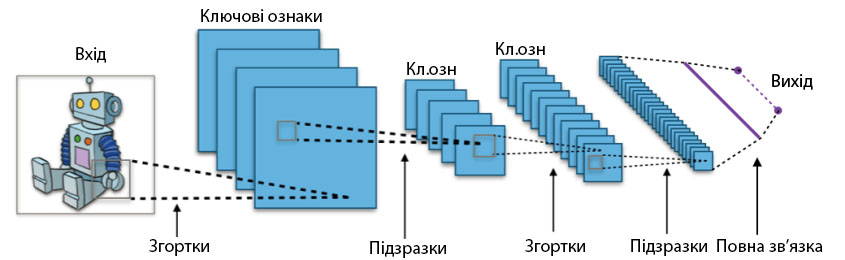 Ключові ознаки
Вхід
Кл.озн
Кл.озн
Вихід
Згортки
Підзразки
Згортки
Підзразки
Повна зв’язка